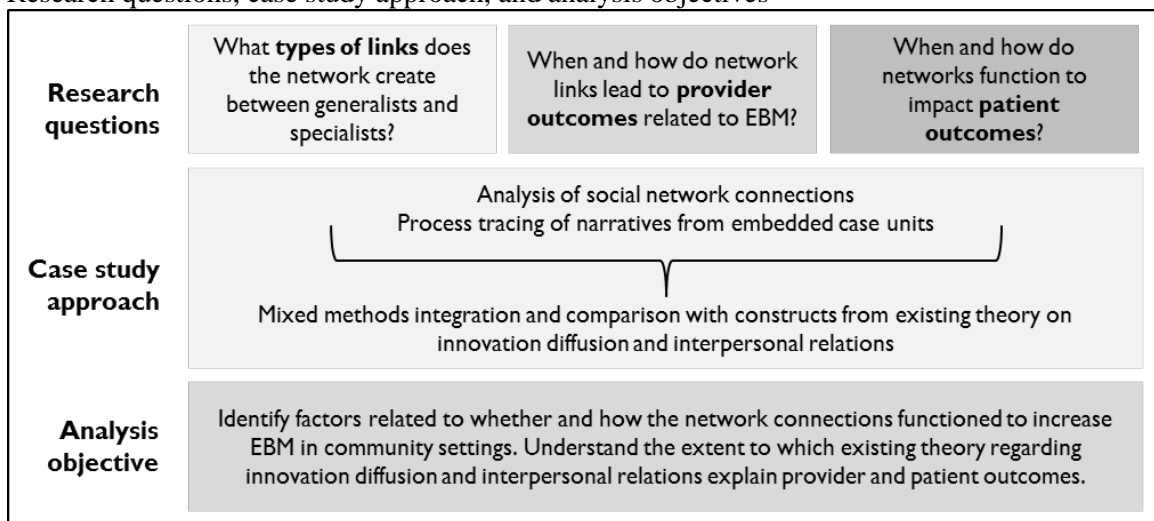 Research questions, case study approach, and analysis objectives
Research
questions
What types of links does
the network create
between generalists and
specialists?
When and how do network
links lead to provider
outcomes related to EBM?
When and how do
networks function to
impact patient
outcomes?
Case study
approach
Analysis of social network connections
Process tracing of narratives from embedded case units
Mixed methods integration and comparison with constructs from existing theory on
innovation diffusion and interpersonal relations
Analysis
objective
Identify factors related to whether and how the network connections functioned to increase
EBM in community settings. Understand the extent to which existing theory regarding
innovation diffusion and interpersonal relations explain provider and patient outcomes.